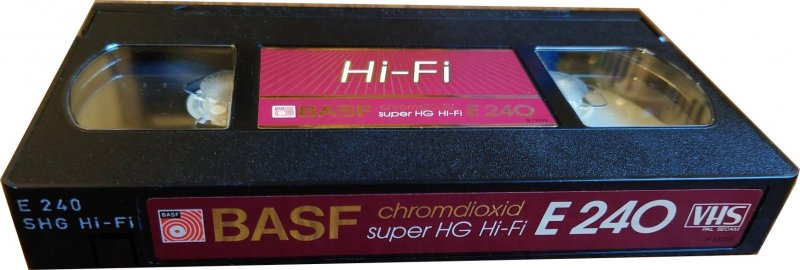 Hi-Fi
BASF chromdioxid
super HG Hi-Fi E 240
E 240
SHG Hi-Fi
BASF
BASF chromdioxid
super HG Hi-Fi E 240
VHS
PAL SECAM